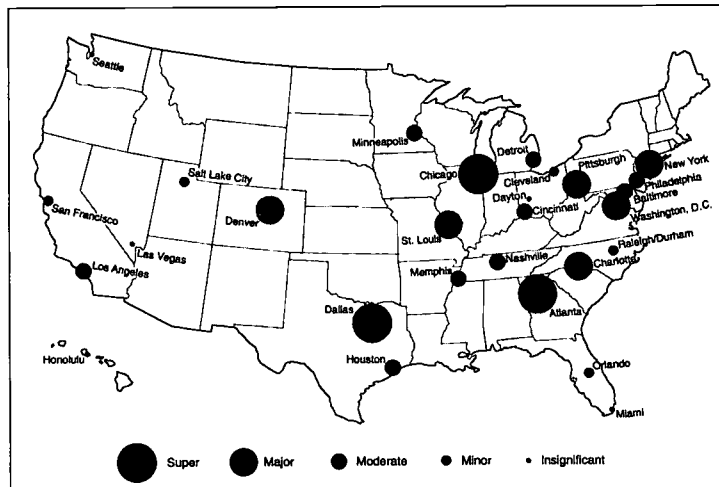 Seattle
Minneapolis
Detroit
Salt Lake City
Chicago
Cleveland
Pittsburgh
New York
Philadelphia
Baltimore
Washington, D.C.
Dayton
Cincinnati
San Francisco
Denver
St. Louis
Las Vegas
Los Angeles
Nashville
Raleigh/Durham
Memphis
Charlotte
Dallas
Atlanta
Honolulu
Houston
Orlando
Miami
Super
Major
Moderate
Minor
Insignificant